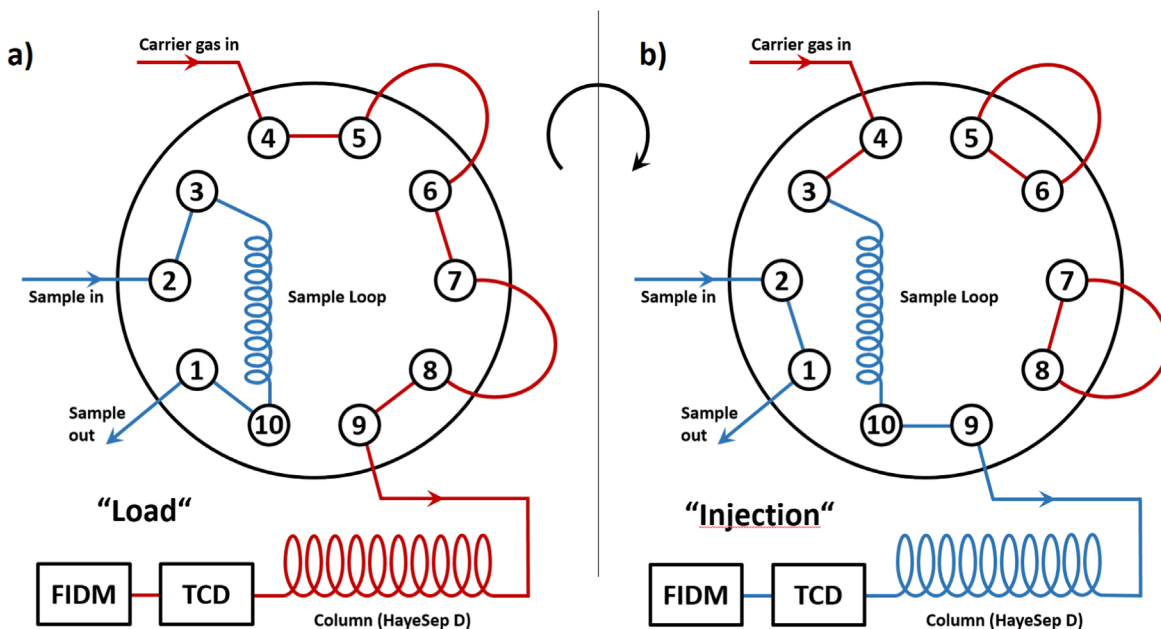 a)
Carrier gas in
4
5
3
6
2
7
Sample in
Sample Loop
1
8
Sample
out
10
9
“Load“
FIDM
TCD
Column (HayeSep D)
b)
Carrier gas in
4
5
3
6
2
7
Sample in
Sample Loop
1
8
Sample
out
10
9
“Injection“
FIDM
TCD
Column (HayeSep D)